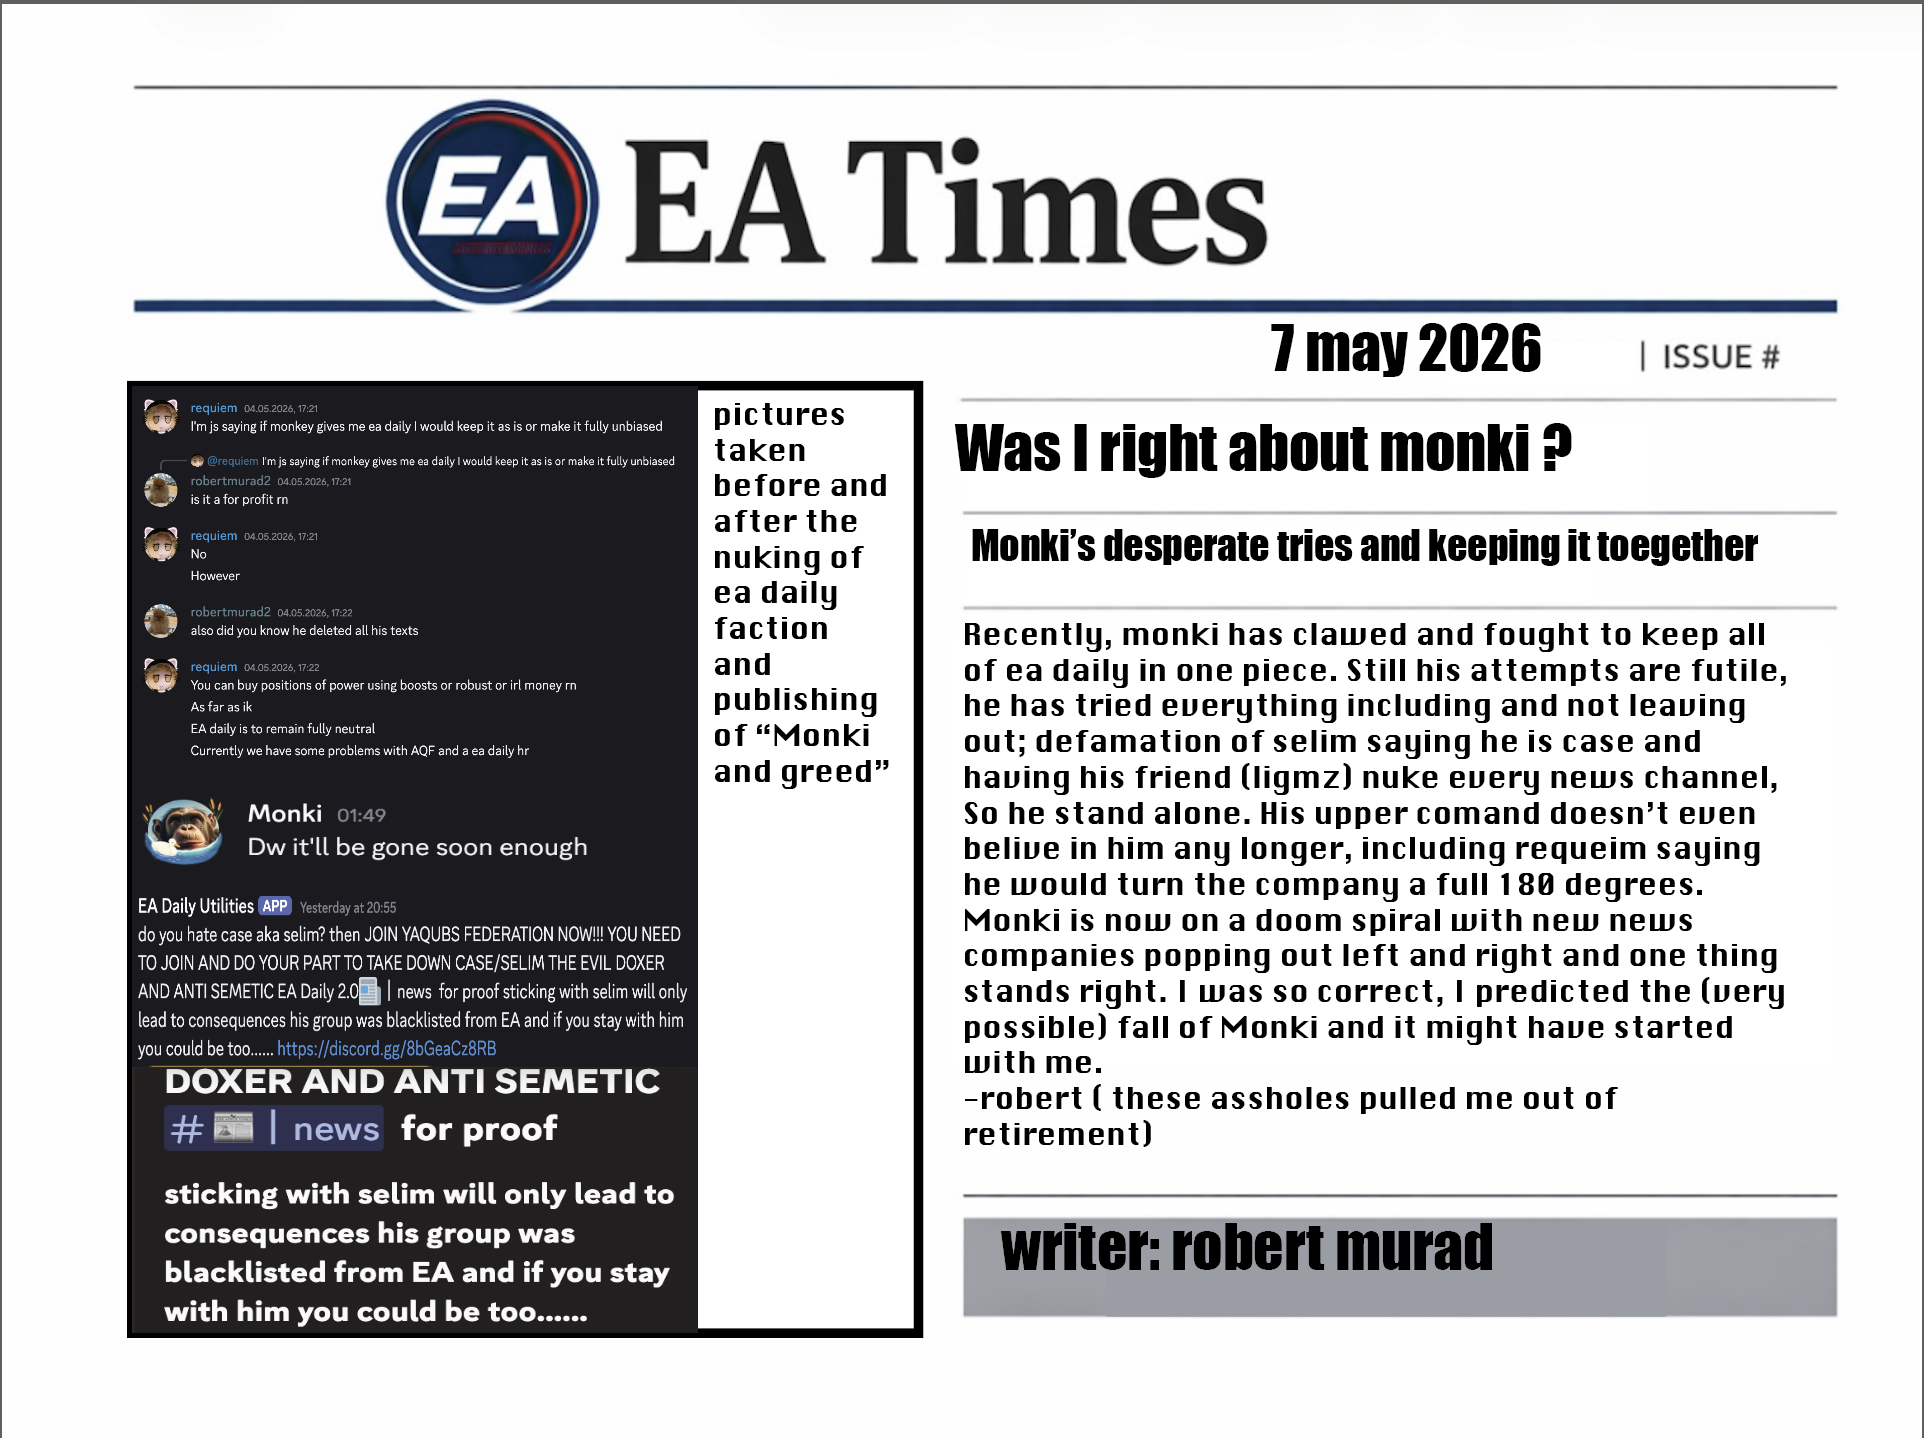 EA
EA Times
7 may 2026
| ISSUE #
requiem 04.05.2026, 17:21
I'm js saying if monkey gives me ea daily I would keep it as is or make it fully unbiased
@requiem I'm js saying if monkey gives me ea daily I would keep it as is or make it fully unbiased
robertmurad2 04.05.2026, 17:21
is it a for profit rn
requiem 04.05.2026, 17:21
No
However
robertmurad2 04.05.2026, 17:22
also did you know he deleted all his texts
requiem 04.05.2026, 17:22
You can buy positions of power using boosts or robust or irl money rn
As far as ik
EA daily is to remain fully neutral
Currently we have some problems with AQF and a ea daily hr
Monki 01:49
Dw it'll be gone soon enough
EA Daily Utilities APP Yesterday at 20:55
do you hate case aka selim? then JOIN YAQUBS FEDERATION NOW!!! YOU NEED
TO JOIN AND DO YOUR PART TO TAKE DOWN CASE/SELIM THE EVIL DOXER
AND ANTI SEMETIC EA Daily 2.0📰 | news for proof sticking with selim will only
lead to consequences his group was blacklisted from EA and if you stay with him
you could be too...... https://discord.gg/8bGeaCz8RB
DOXER AND ANTI SEMETIC
#📰 | news for proof
sticking with selim will only lead to
consequences his group was
blacklisted from EA and if you stay
with him you could be too......
pictures
taken
before and
after the
nuking of
ea daily
faction
and
publishing
of “Monki
and greed”
Was I right about monki ?
Monki’s desperate tries and keeping it toegether
Recently, monki has clawed and fought to keep all
of ea daily in one piece. Still his attempts are futile,
he has tried everything including and not leaving
out; defamation of selim saying he is case and
having his friend (ligmz) nuke every news channel,
So he stand alone. His upper comand doesn’t even
belive in him any longer, including requeim saying
he would turn the company a full 180 degrees.
Monki is now on a doom spiral with new news
companies popping out left and right and one thing
stands right. I was so correct, I predicted the (very
possible) fall of Monki and it might have started
with me.
-robert ( these assholes pulled me out of
retirement)
writer: robert murad